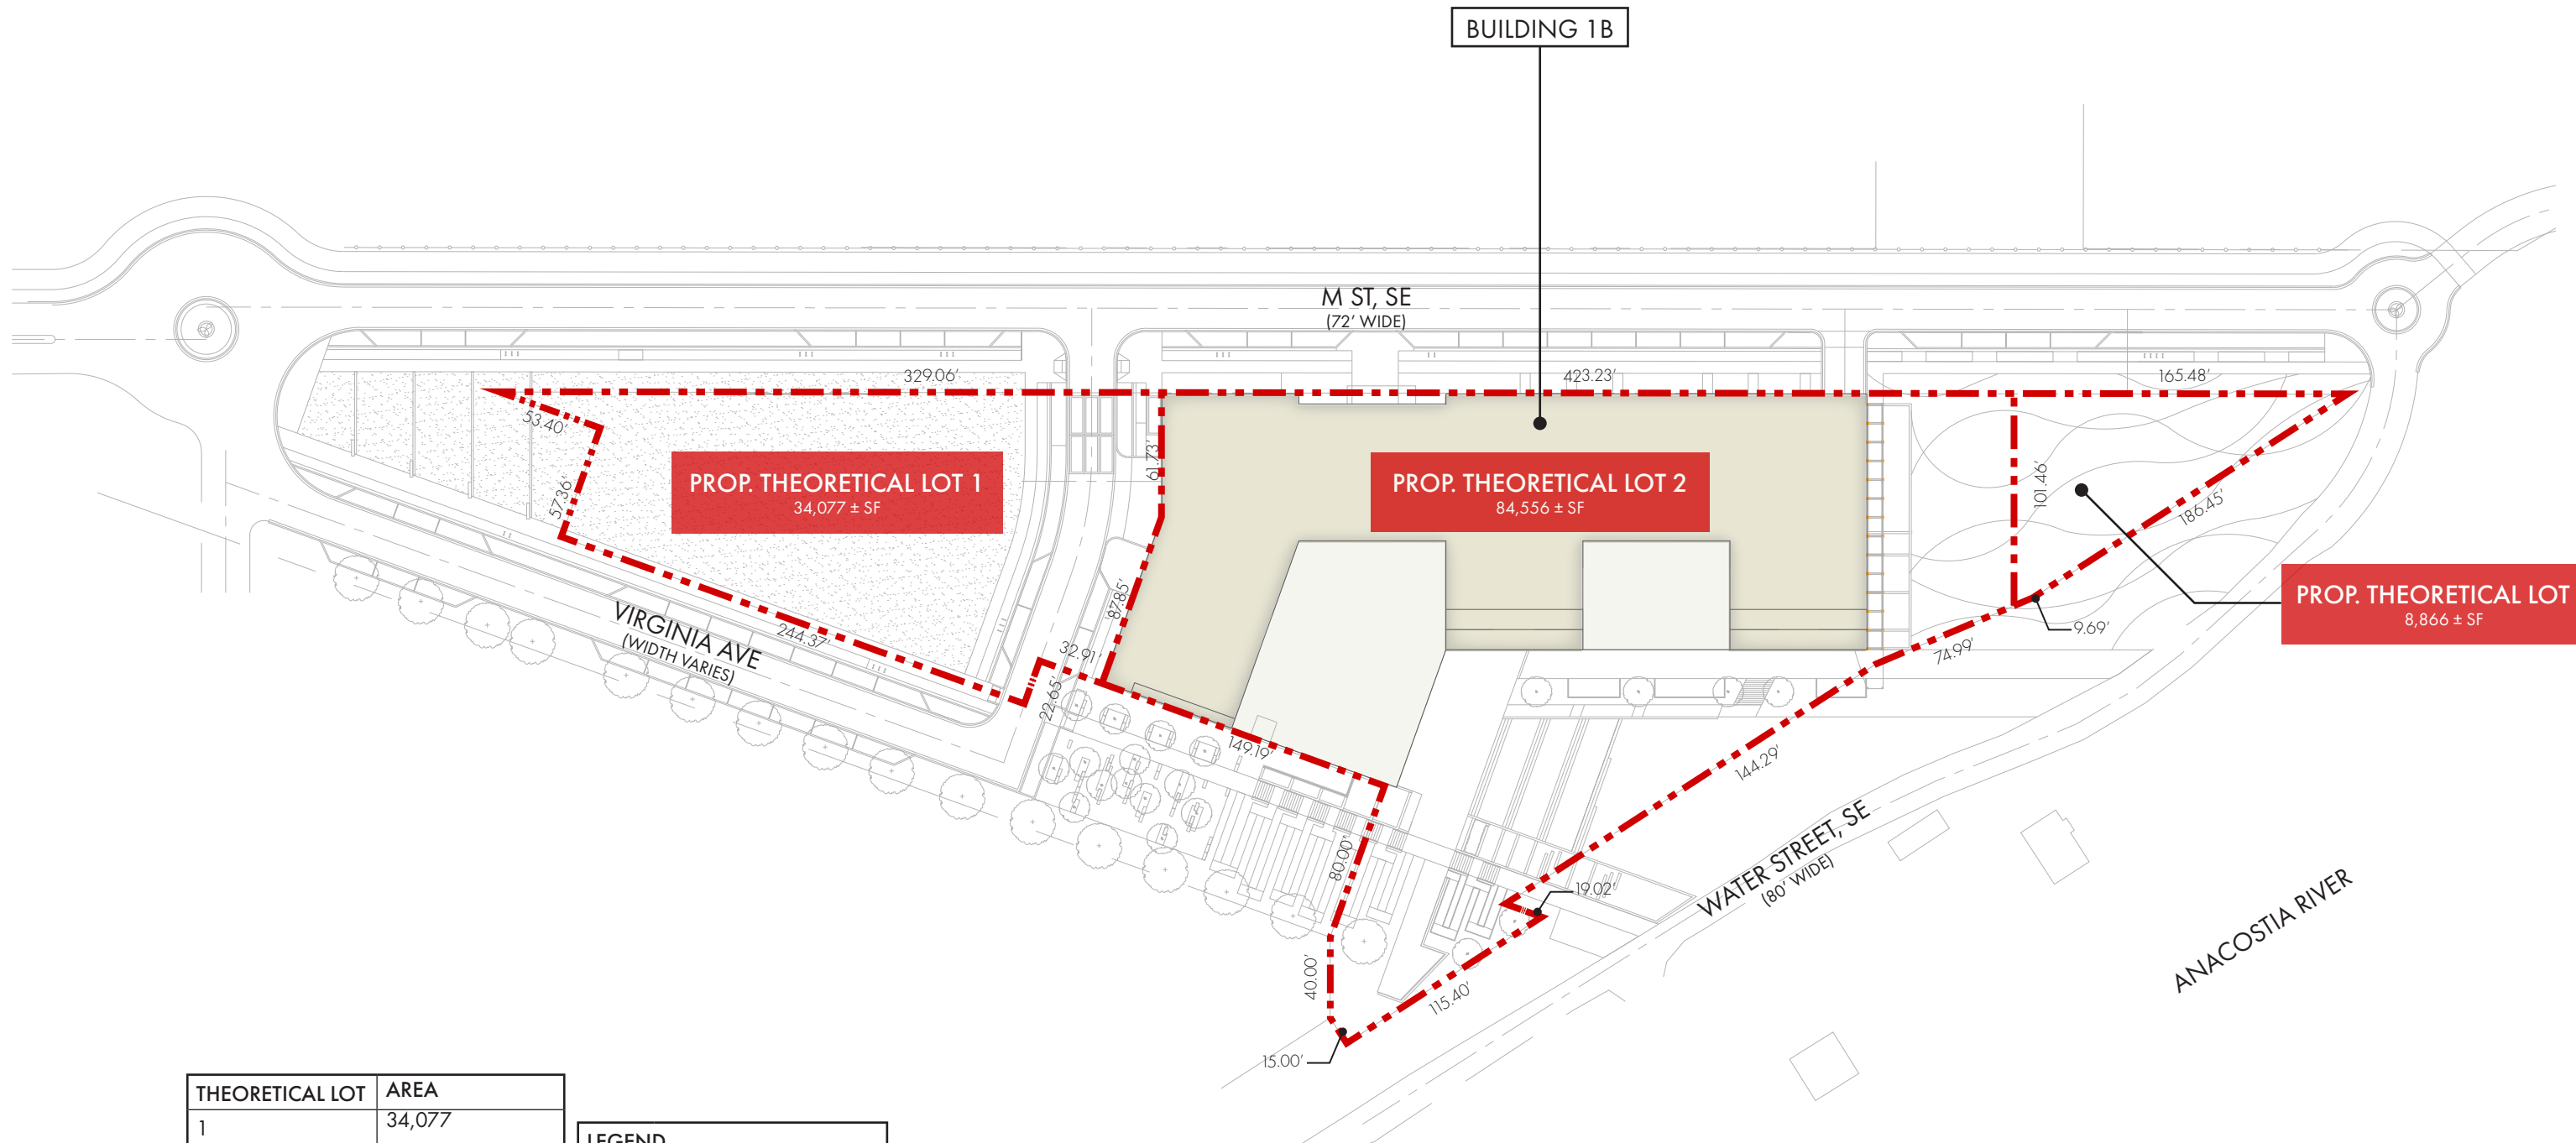 BUILDING 1B
M ST, SE
(72' WIDE)
329.06'
423.23'
165.48'
53.40'
57.36'
61.73'
101.46'
186.45'
PROP. THEORETICAL LOT 1
34,077 ± SF
PROP. THEORETICAL LOT 2
84,556 ± SF
PROP. THEORETICAL LOT
8,866 ± SF
87.85'
9.69'
74.99'
VIRGINIA AVE
(WIDTH VARIES)
244.37'
32.91'
22.65'
149.19'
144.29'
80.00'
19.02'
WATER STREET, SE
(80' WIDE)
ANACOSTIA RIVER
40.00'
115.40'
15.00'
THEORETICAL LOT AREA
1 34,077
LEGEND